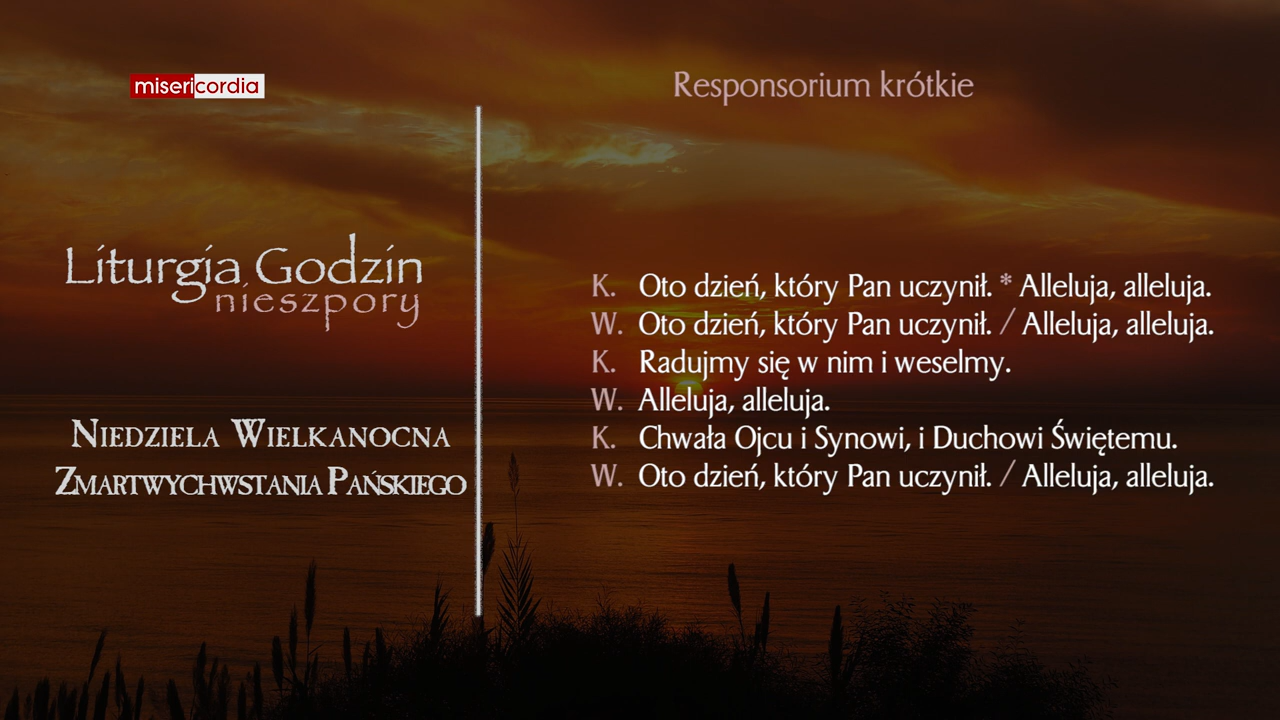 misericordia
Responsorium krótkie
Liturgia Godzin
nieszpory
Niedziela Wielkanocna
Zmartwychwstania Pańskiego
K. Oto dzień, który Pan uczynił. * Alleluja, alleluja.
W. Oto dzień, który Pan uczynił. / Alleluja, alleluja.
K. Radujmy się w nim i weselmy.
W. Alleluja, alleluja.
K. Chwała Ojcu i Synowi, i Duchowi Świętemu.
W. Oto dzień, który Pan uczynił. / Alleluja, alleluja.